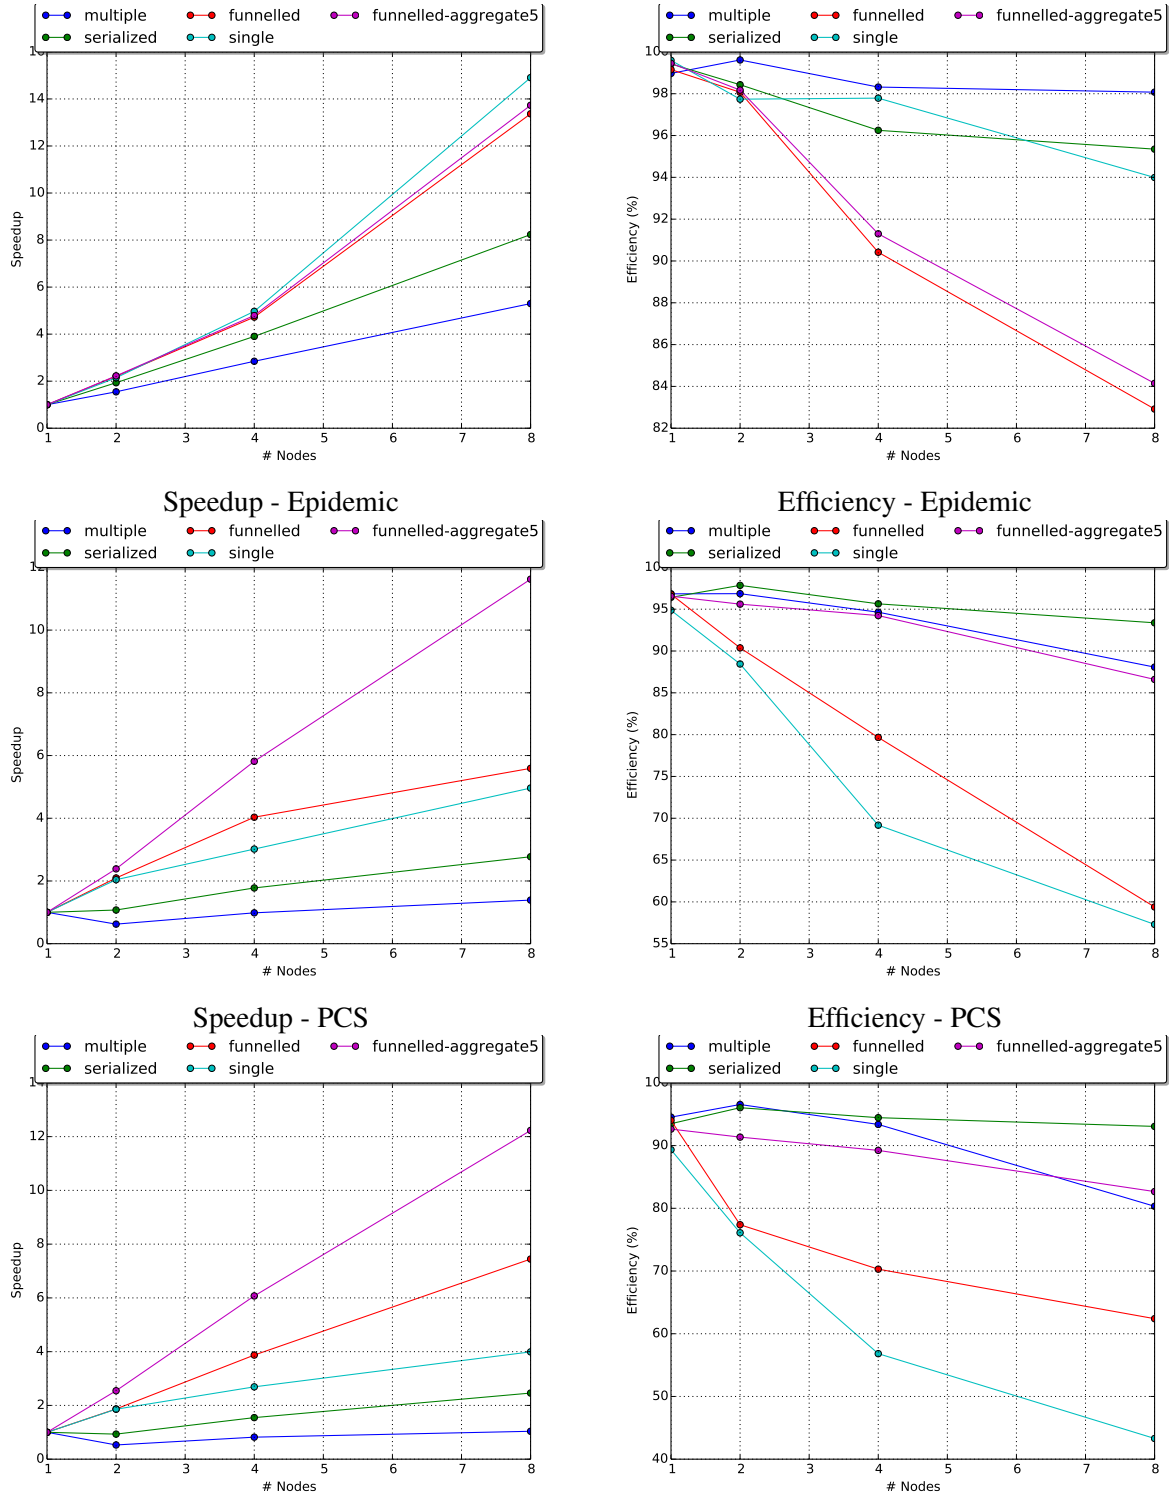 multiple funnelled funnelled-aggregate5
serialized single
16
14
12
10
8
6
4
2
0
Speedup
1 2 3 4 5 6 7 8
# Nodes
Speedup - Epidemic
multiple funnelled funnelled-aggregate5
serialized single
100
98
96
94
92
90
88
86
84
82
Efficiency (%)
1 2 3 4 5 6 7 8
# Nodes
Efficiency - Epidemic
multiple funnelled funnelled-aggregate5
serialized single
12
10
8
6
4
2
0
Speedup
1 2 3 4 5 6 7 8
# Nodes
Speedup - PCS
multiple funnelled funnelled-aggregate5
serialized single
100
95
90
85
80
75
70
65
60
55
Efficiency (%)
1 2 3 4 5 6 7 8
# Nodes
Efficiency - PCS
multiple funnelled funnelled-aggregate5
serialized single
14
12
10
8
6
4
2
0
Speedup
1 2 3 4 5 6 7 8
# Nodes
multiple funnelled funnelled-aggregate5
serialized single
100
90
80
70
60
50
40
Efficiency (%)
1 2 3 4 5 6 7 8
# Nodes